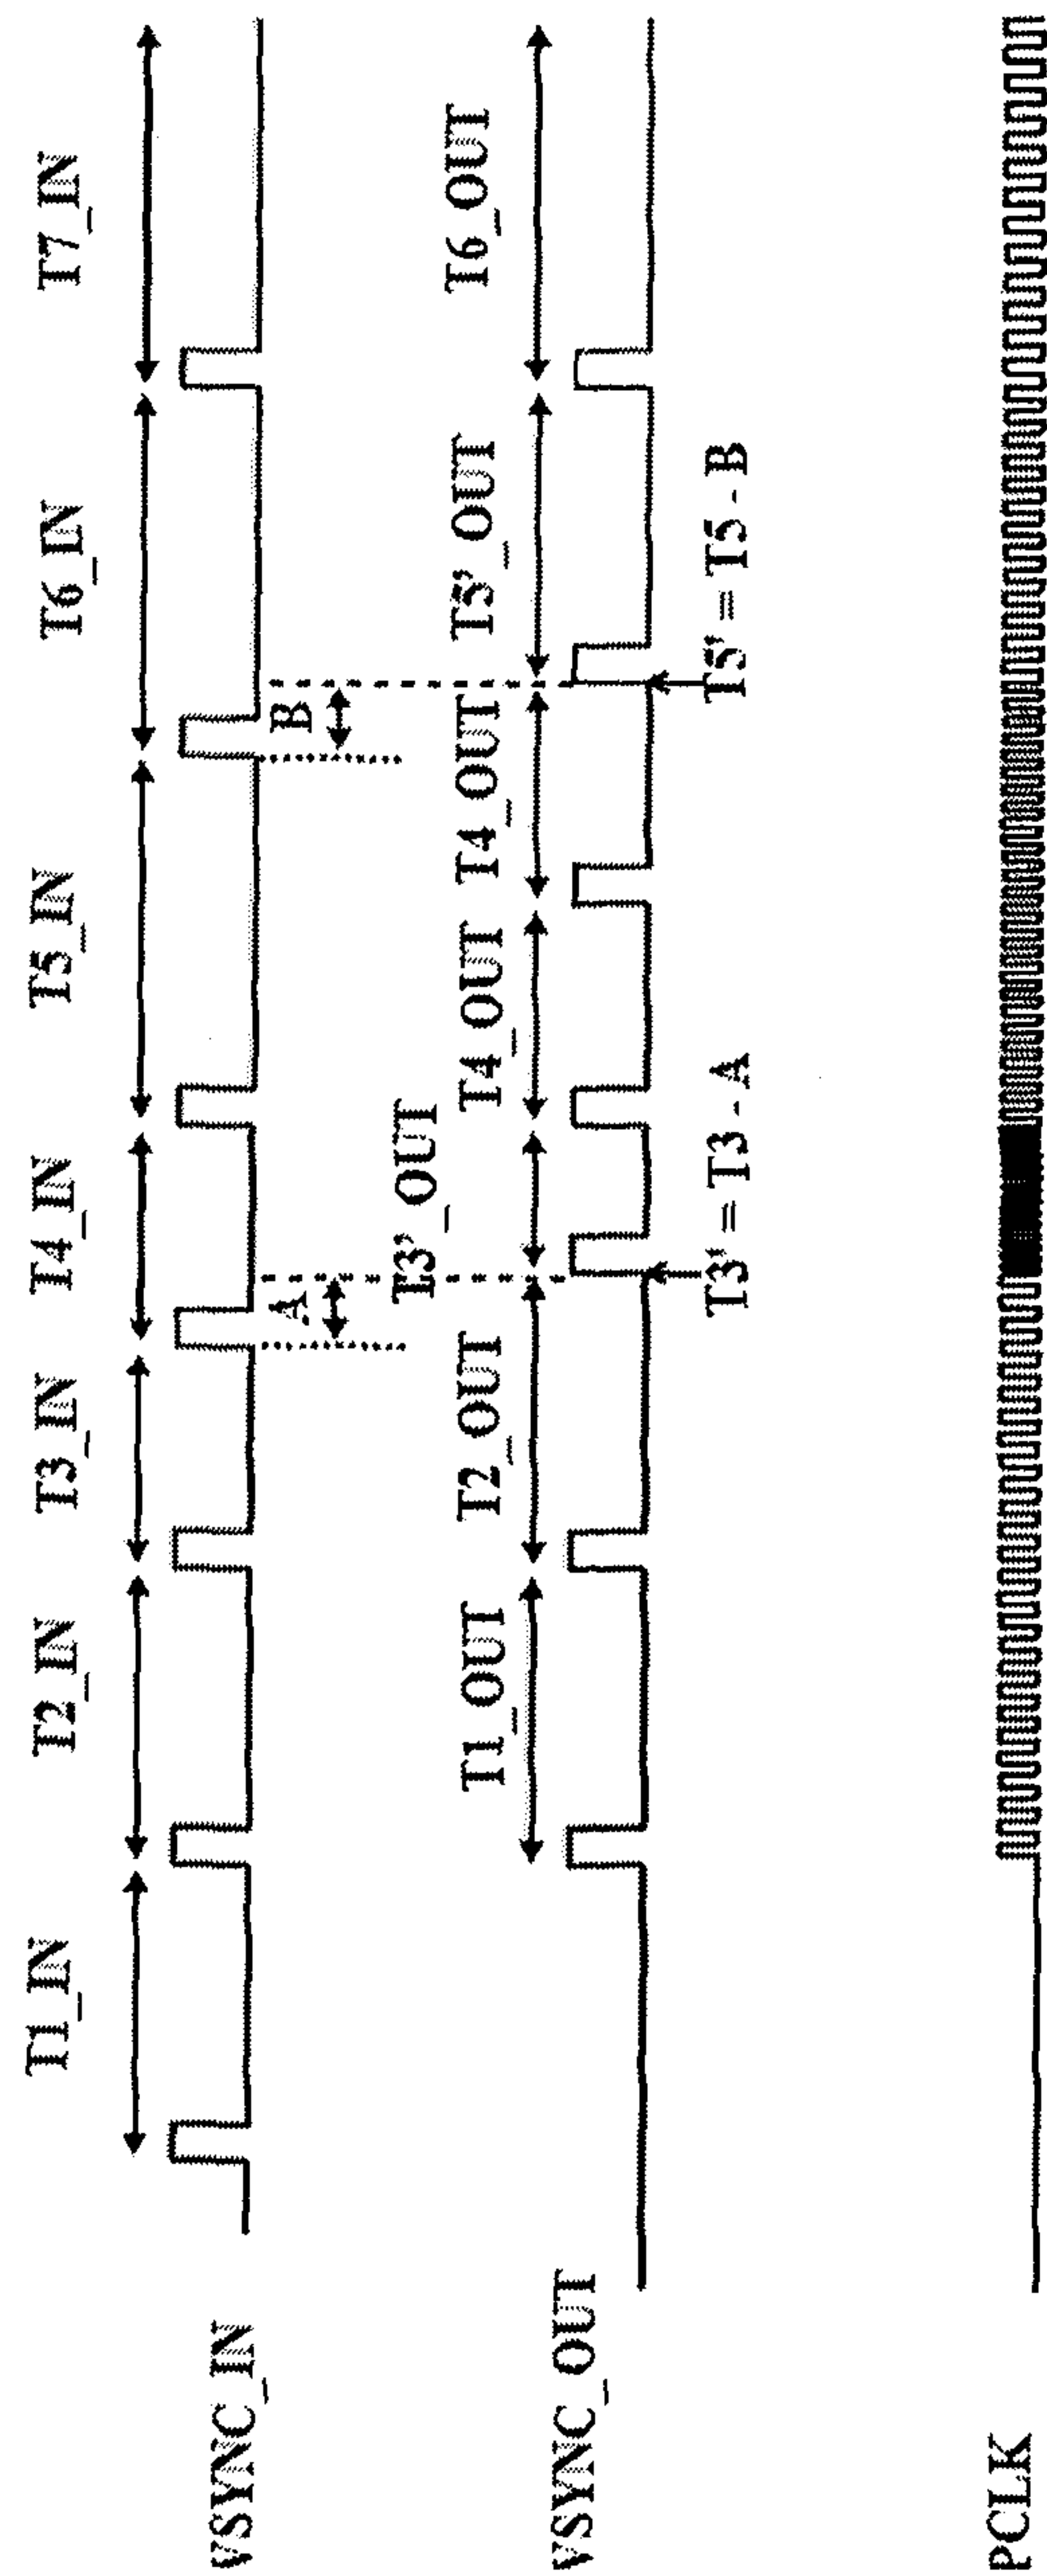 T1_IN T2_IN T3_IN T4_IN T5_IN T6_IN T7_IN
VSYNC_IN
A B
T3'_OUT
T1_OUT T2_OUT T4_OUT T4_OUT T5'_OUT T6_OUT
VSYNC_OUT
T3' = T3 - A T5' = T5 - B
PCLK